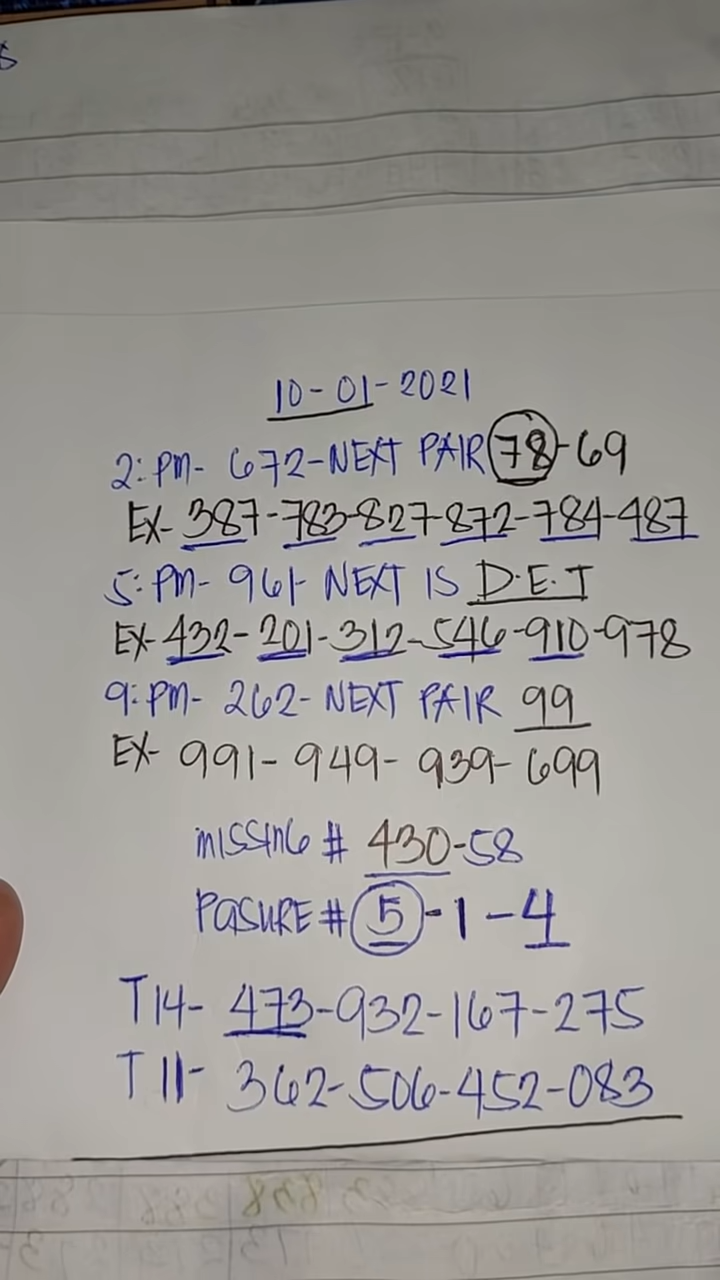 10-01-2021
2:PM- 672-NEXT PAIR 78-69
EX- 387-783-827-872-784-487
5:PM- 961- NEXT IS D.E.T
EX- 432-201-312-546-910-978
9:PM- 262- NEXT PAIR 99
EX- 991- 949- 939- 699
MISSING # 430-58
PASURE # 5-1-4
T14- 473-932-167-275
T11- 362-506-452-083